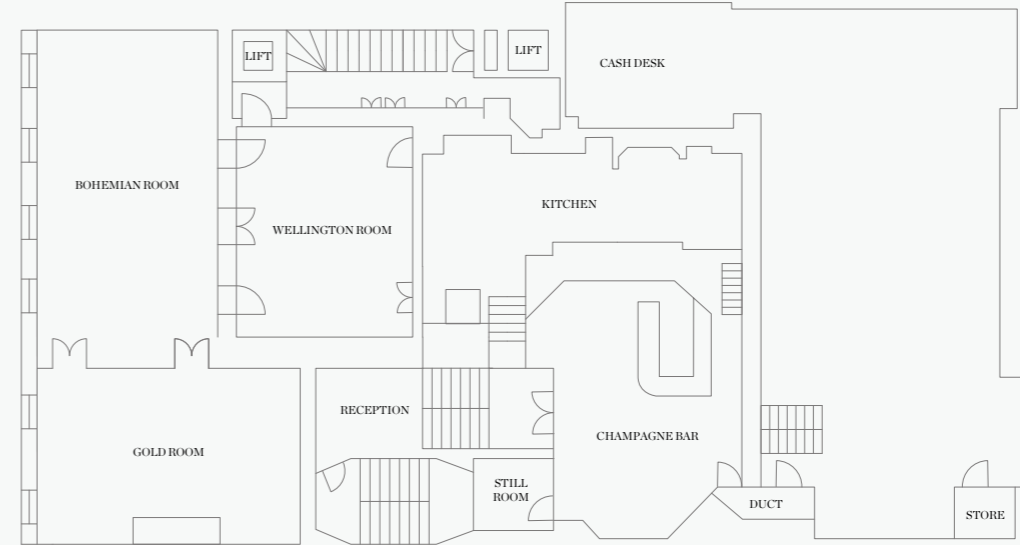 LIFT
LIFT
CASH DESK
BOHEMIAN ROOM
KITCHEN
WELLINGTON ROOM
RECEPTION
CHAMPAGNE BAR
GOLD ROOM
STILL
ROOM
DUCT
STORE